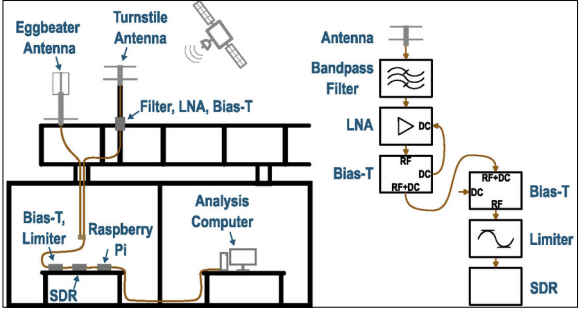 Eggbeater
Antenna
Turnstile
Antenna
Filter, LNA, Bias-T
Bias-T,
Limiter
Raspberry
Pi
SDR
Analysis
Computer
Antenna
Bandpass
Filter
LNA
DC
Bias-T
RF
DC
RF+DC
RF+DC
DC
RF
Bias-T
Limiter
SDR